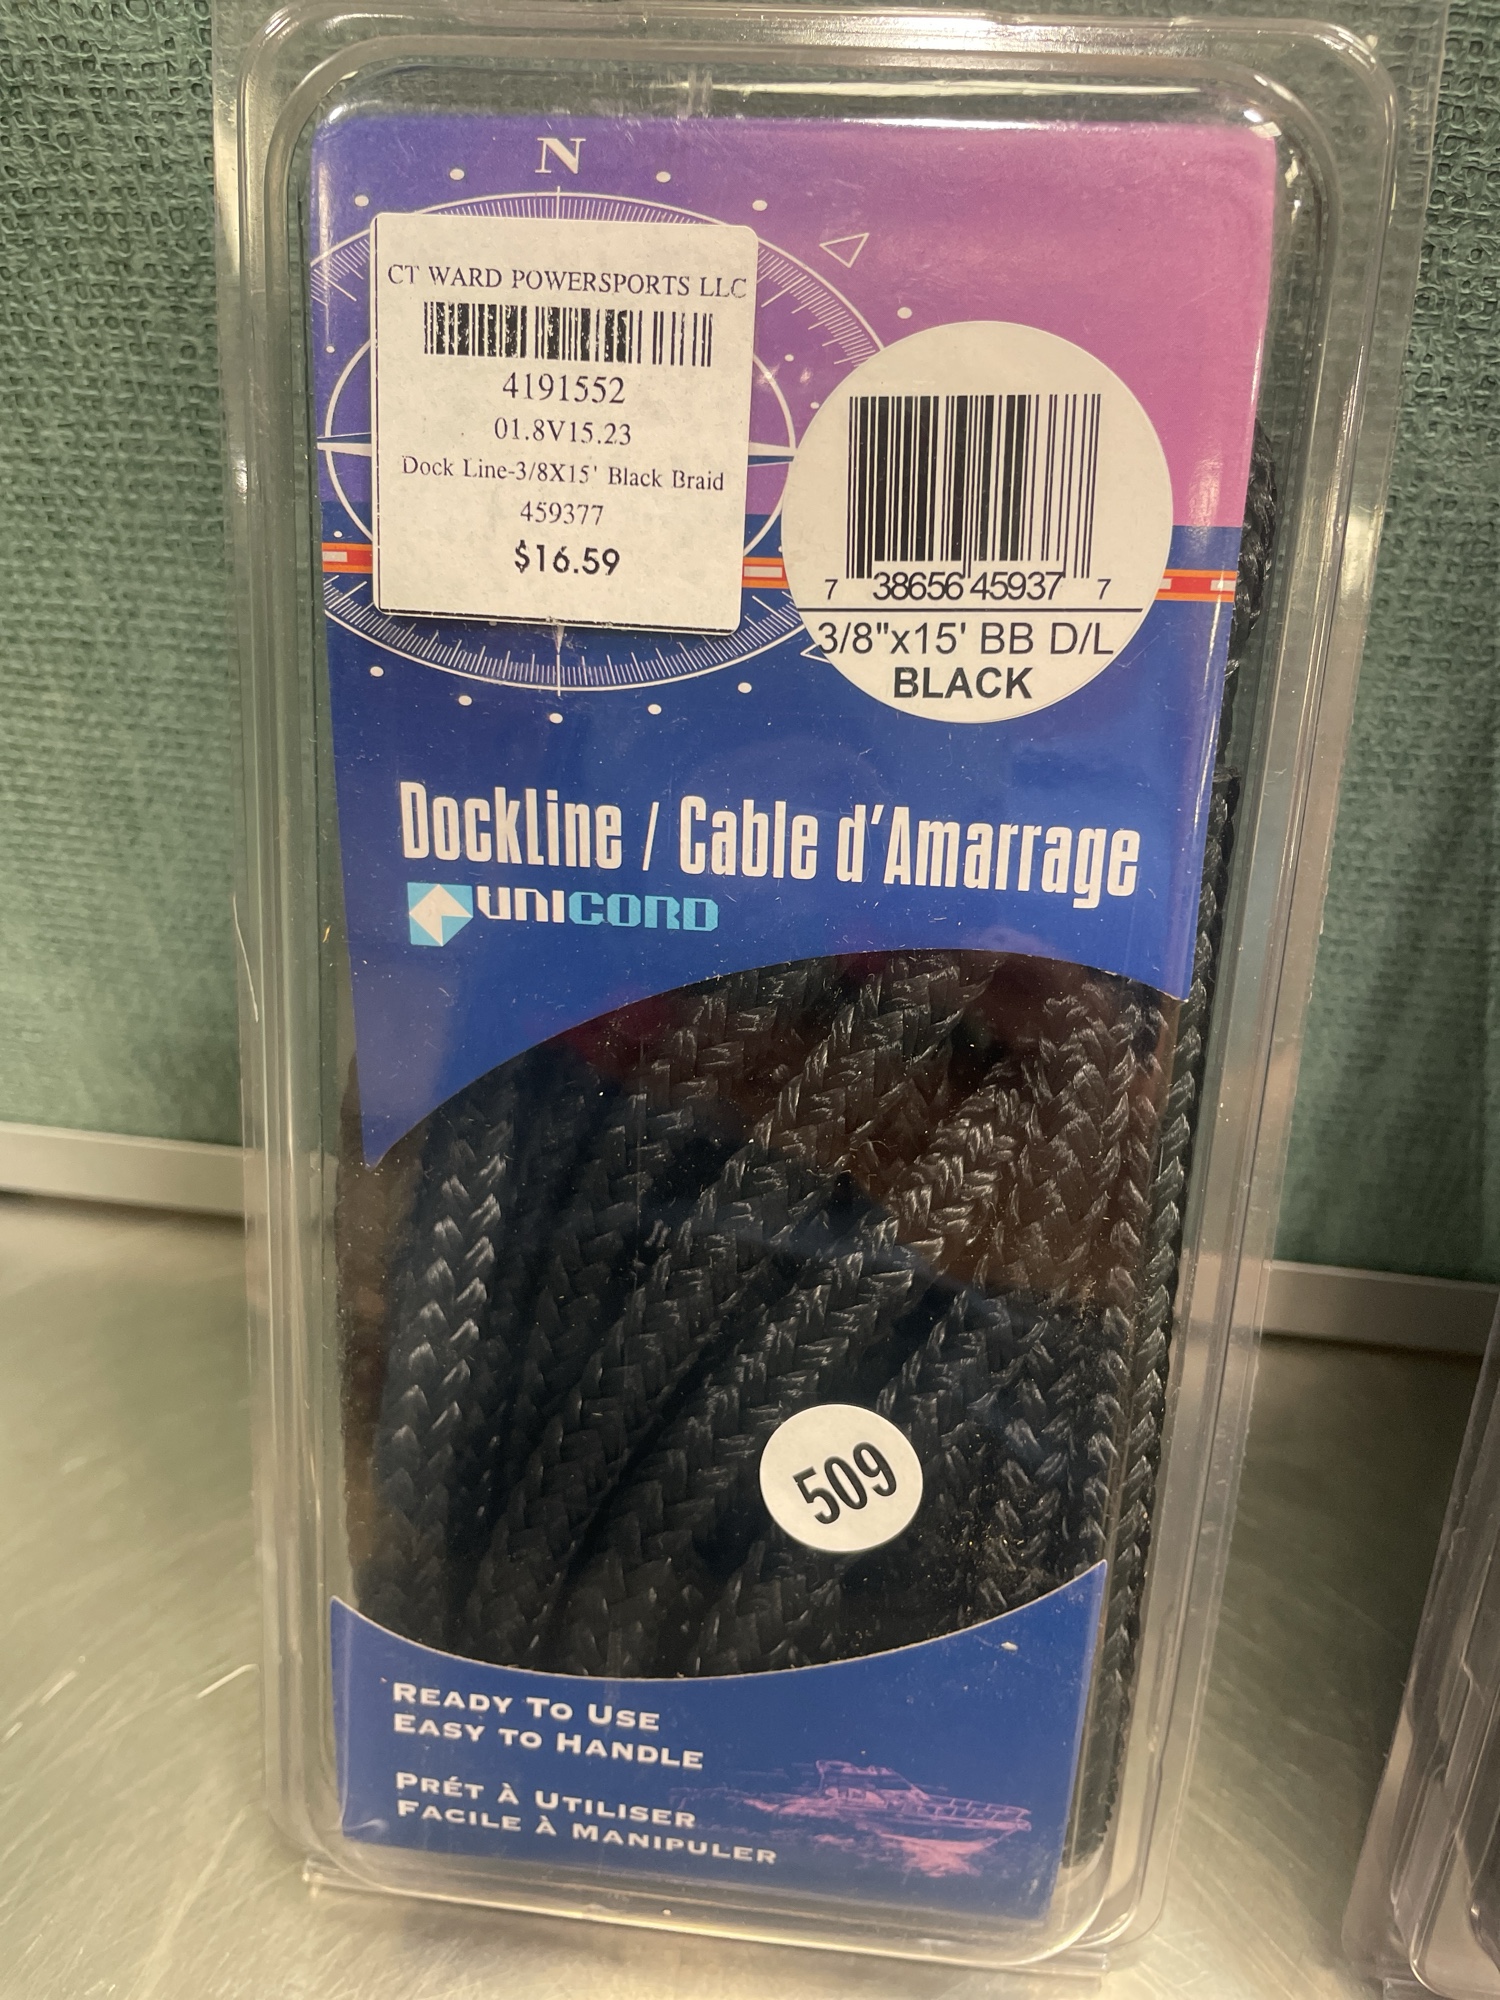 N
CT WARD POWERSPORTS LLC
4191552
01.8V15.23
Dock Line-3/8X15' Black Braid
459377
$16.59
7 38656 45937 7
3/8"x15' BB D/L
BLACK
Dockline / Cable d'Amarrage
UNICORD
509
READY TO USE
EASY TO HANDLE
PRÉT À UTILISER
FACILE À MANIPULER